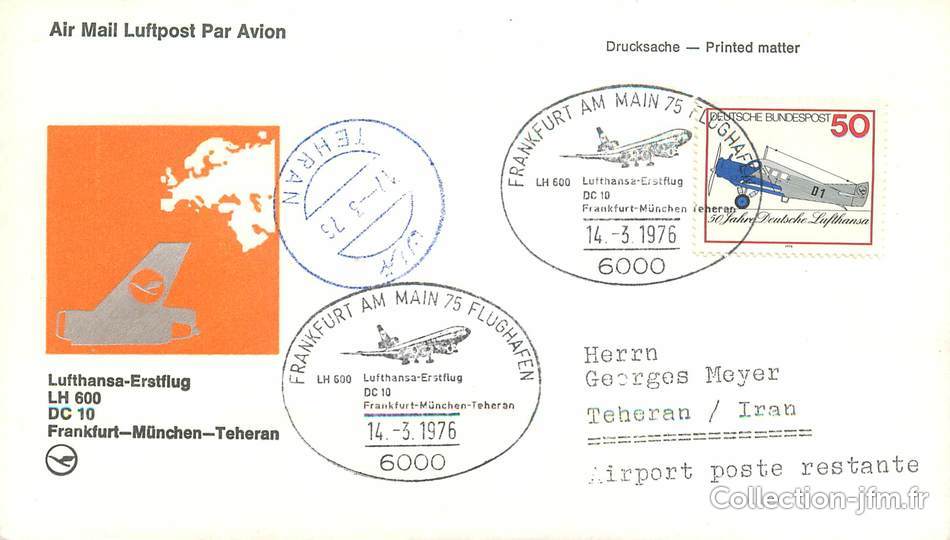 Air Mail Luftpost Par Avion
Drucksache — Printed matter
FRANKFURT AM MAIN 75 FLUGHAFEN
LH 600 Lufthansa-Erstflug
DC 10
Frankfurt-München-Teheran
14.-3.1976
6000
DEUTSCHE BUNDESPOST 50
D1
50 Jahre Deutsche Lufthansa
TEHRAN
Lufthansa-Erstflug
LH 600
DC 10
Frankfurt—München—Teheran
FRANKFURT AM MAIN 75 FLUGHAFEN
LH 600 Lufthansa-Erstflug
DC 10
Frankfurt-München-Teheran
14.-3.1976
6000
Herrn
Georges Meyer
Teheran / Iran
Airport poste restante
Collection-jfm.fr